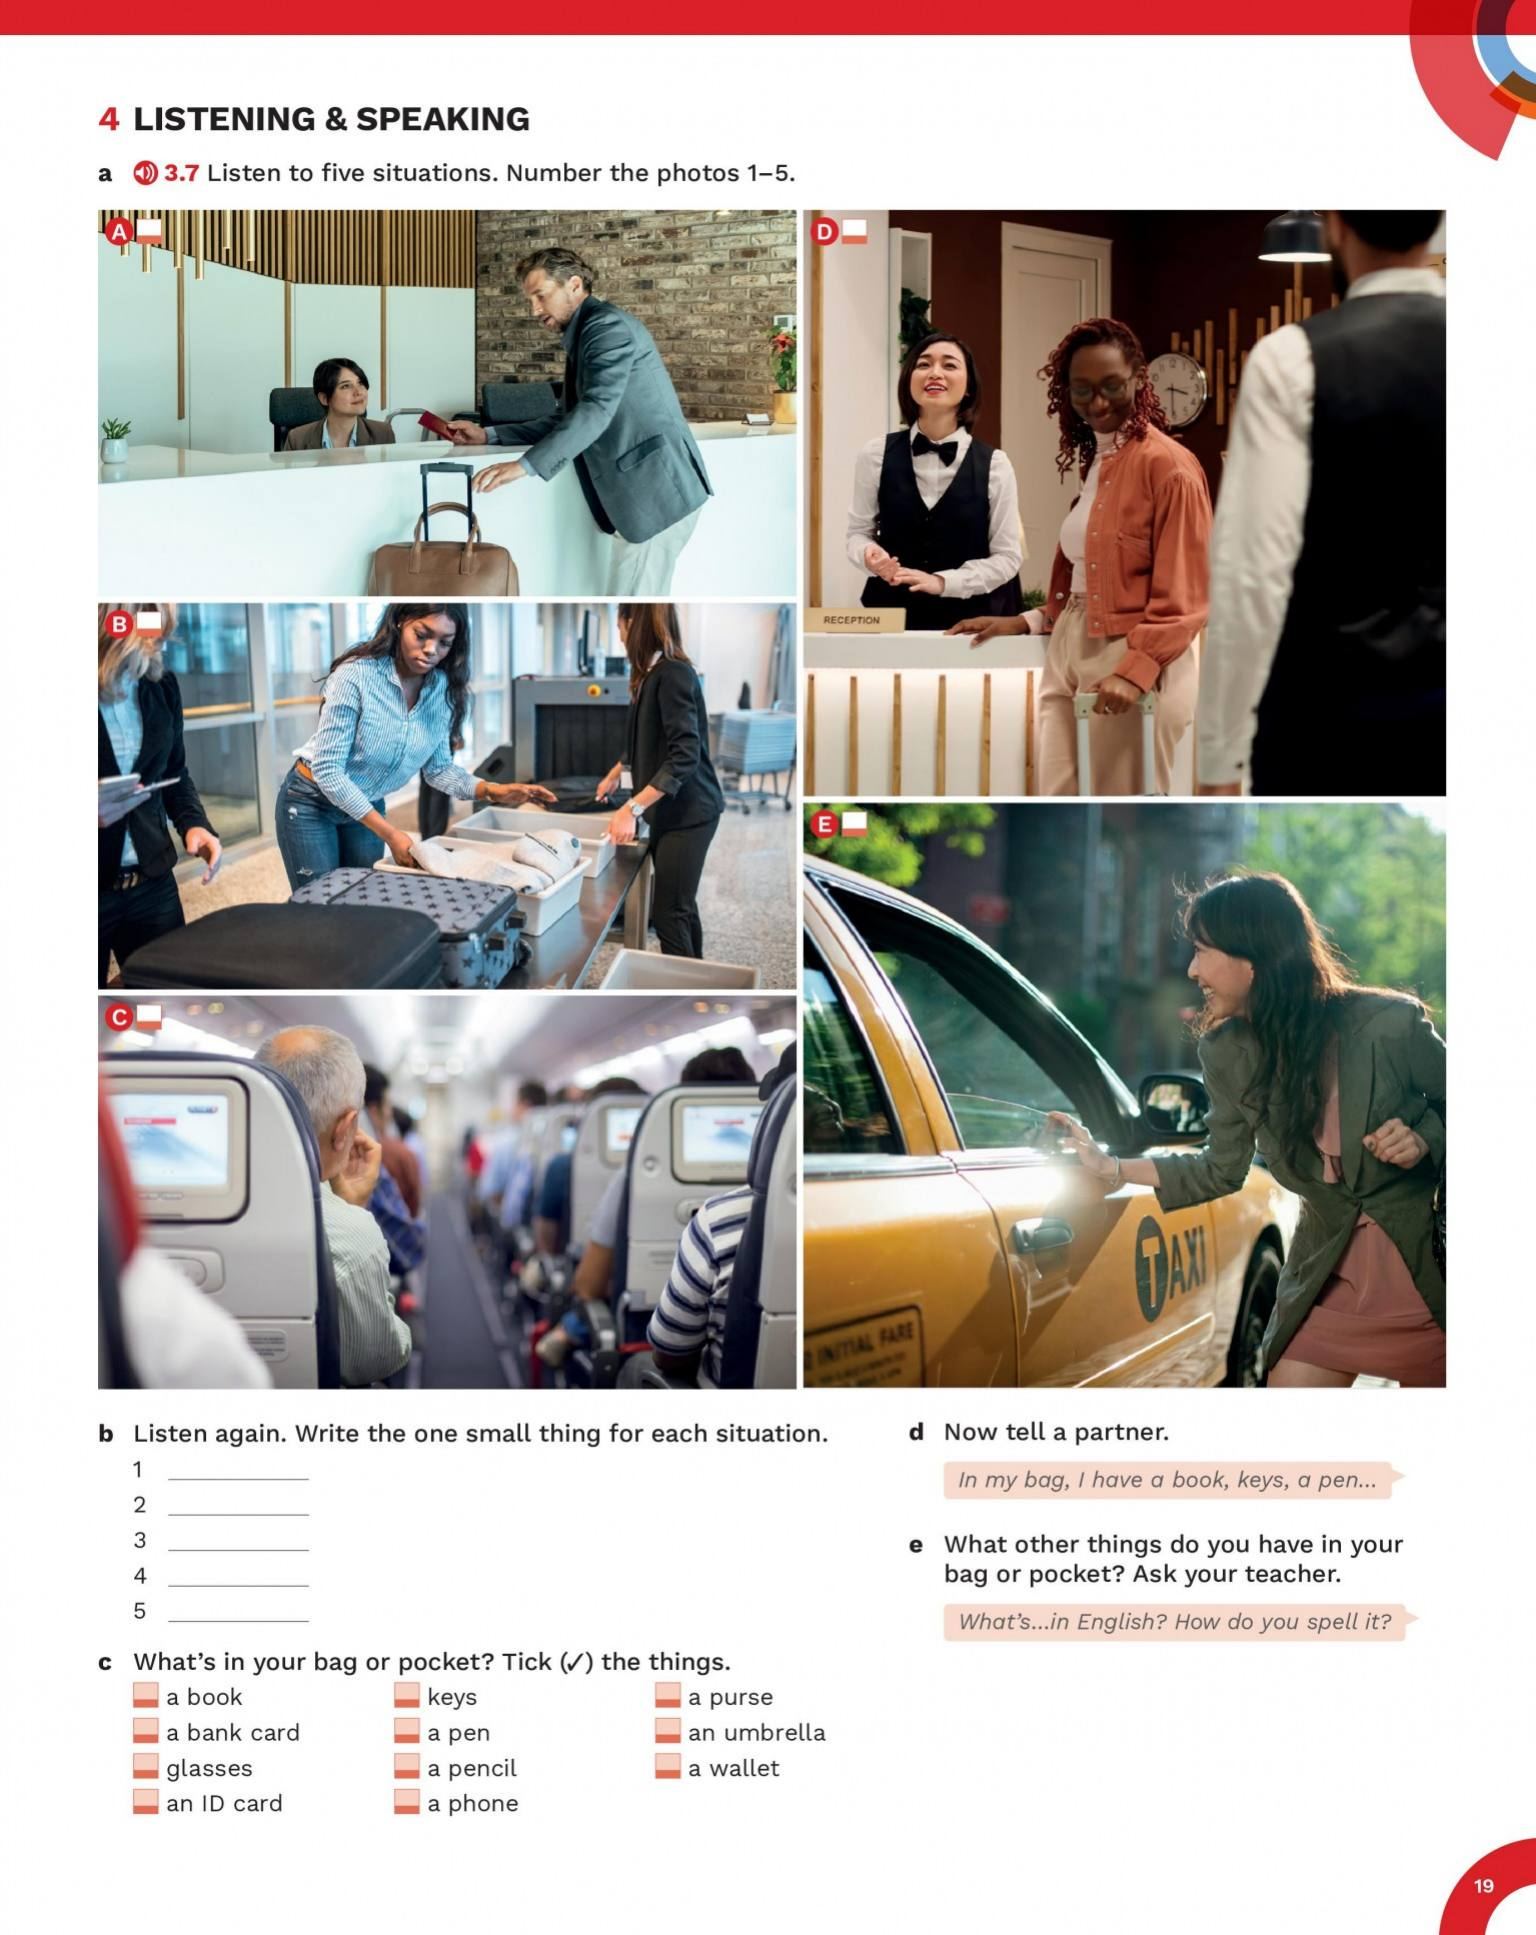 4 LISTENING & SPEAKING
a 3.7 Listen to five situations. Number the photos 1–5.
A
D
RECEPTION
B
E
C
TAXI
INITIAL FARE
b Listen again. Write the one small thing for each situation.
1
2
3
4
5
c What's in your bag or pocket? Tick (✓) the things.
a book
a bank card
glasses
an ID card
keys
a pen
a pencil
a phone
a purse
an umbrella
a wallet
d Now tell a partner.
In my bag, I have a book, keys, a pen...
e What other things do you have in your
bag or pocket? Ask your teacher.
What's...in English? How do you spell it?
19